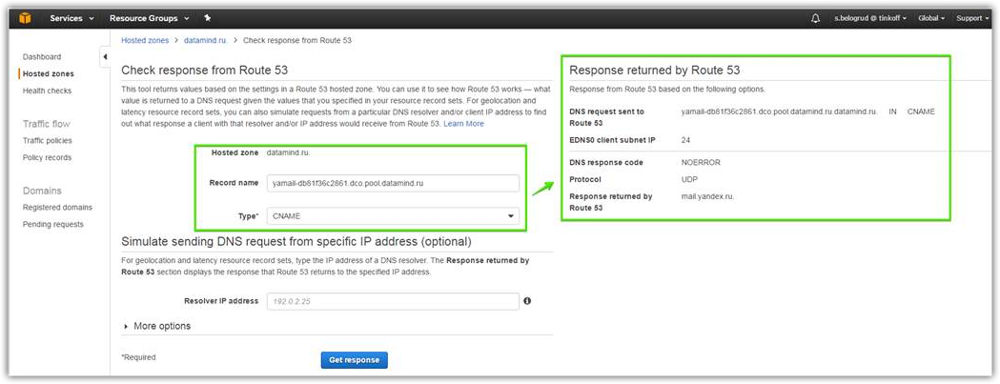 Services Resource Groups s.belogrud @ tinkoff Global Support
Hosted zones > datamind.ru. > Check response from Route 53
Dashboard
Hosted zones
Health checks
Traffic flow
Traffic policies
Policy records
Domains
Registered domains
Pending requests
Check response from Route 53
This tool returns values based on the settings in a Route 53 hosted zone. You can use it to see how Route 53 works — what
value is returned to a DNS request given the values that you specified in your resource record sets. For geolocation and
latency resource record sets, you can also simulate requests from a particular DNS resolver and/or client IP address to find
out what response a client with that resolver and/or IP address would receive from Route 53. Learn More
Hosted zone datamind.ru.
Record name yamail-db81f36c2861.dco.pool.datamind.ru
Type* CNAME
Simulate sending DNS request from specific IP address (optional)
For geolocation and latency resource record sets, type the IP address of a DNS resolver. The Response returned by
Route 53 section displays the response that Route 53 returns to the specified IP address.
Resolver IP address 192.0.2.25
More options
*Required
Get response
Response returned by Route 53
Response from Route 53 based on the following options.
DNS request sent to yamail-db81f36c2861.dco.pool.datamind.ru.datamind.ru. IN CNAME
Route 53
EDNS0 client subnet IP 24
DNS response code NOERROR
Protocol UDP
Response returned by mail.yandex.ru.
Route 53